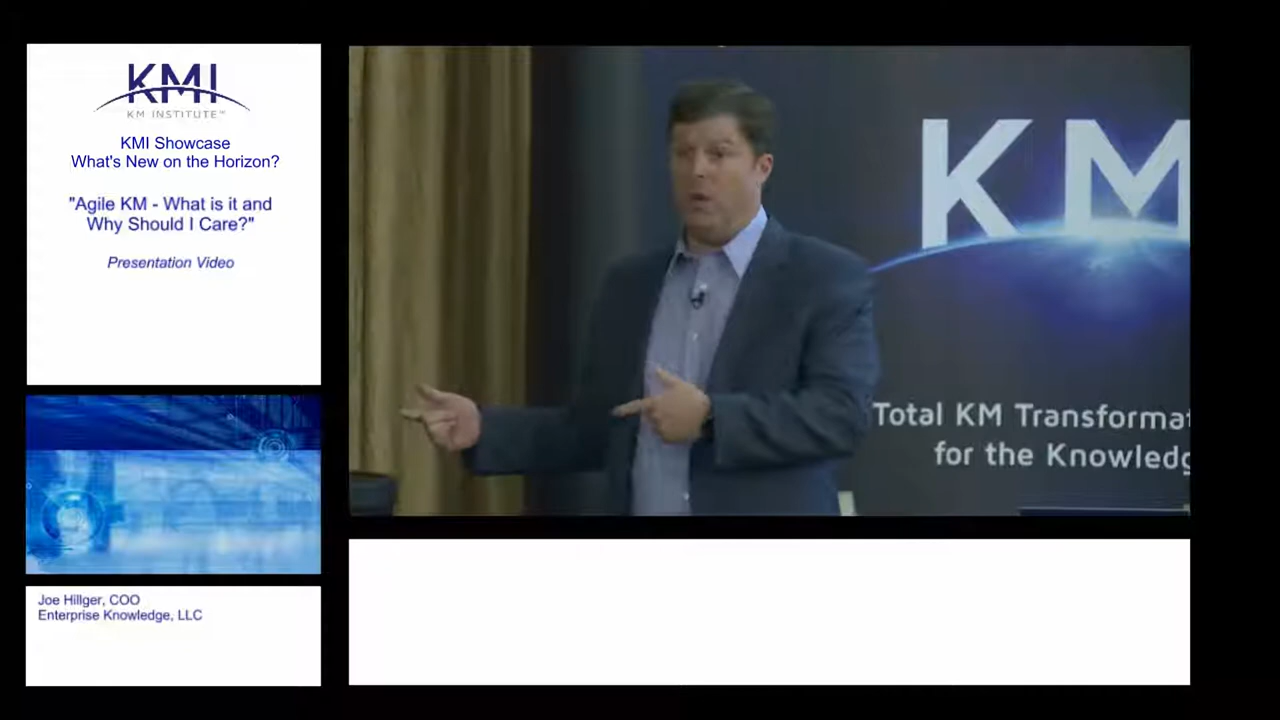 KMI
KM INSTITUTE™
KMI Showcase
What's New on the Horizon?
"Agile KM - What is it and
Why Should I Care?"
Presentation Video
Joe Hillger, COO
Enterprise Knowledge, LLC
KM
Total KM Transformat
for the Knowledg